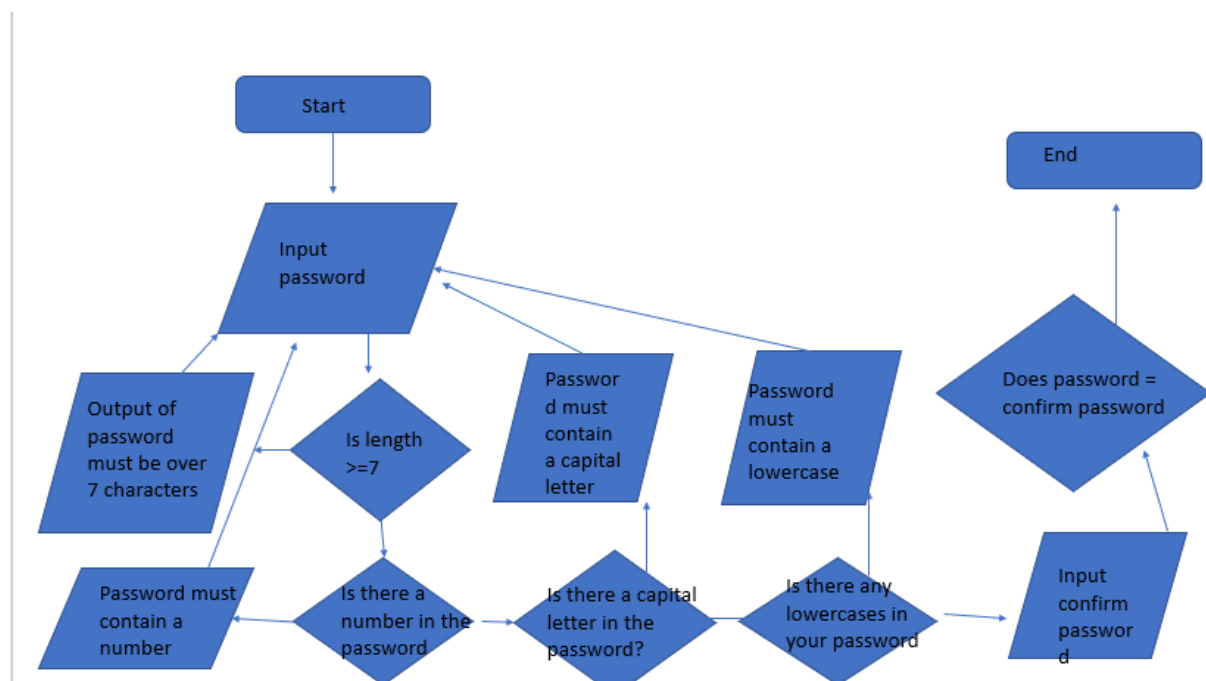 Start
End
Input
password
Output of
password
must be over
7 characters
Is length
>=7
Passwor
d must
contain
a capital
letter
Password
must
contain a
lowercase
Does password =
confirm password
Password must
contain a
number
Is there a
number in the
password
Is there a capital
letter in the
password?
Is there any
lowercases in
your password
Input
confirm
passwor
d